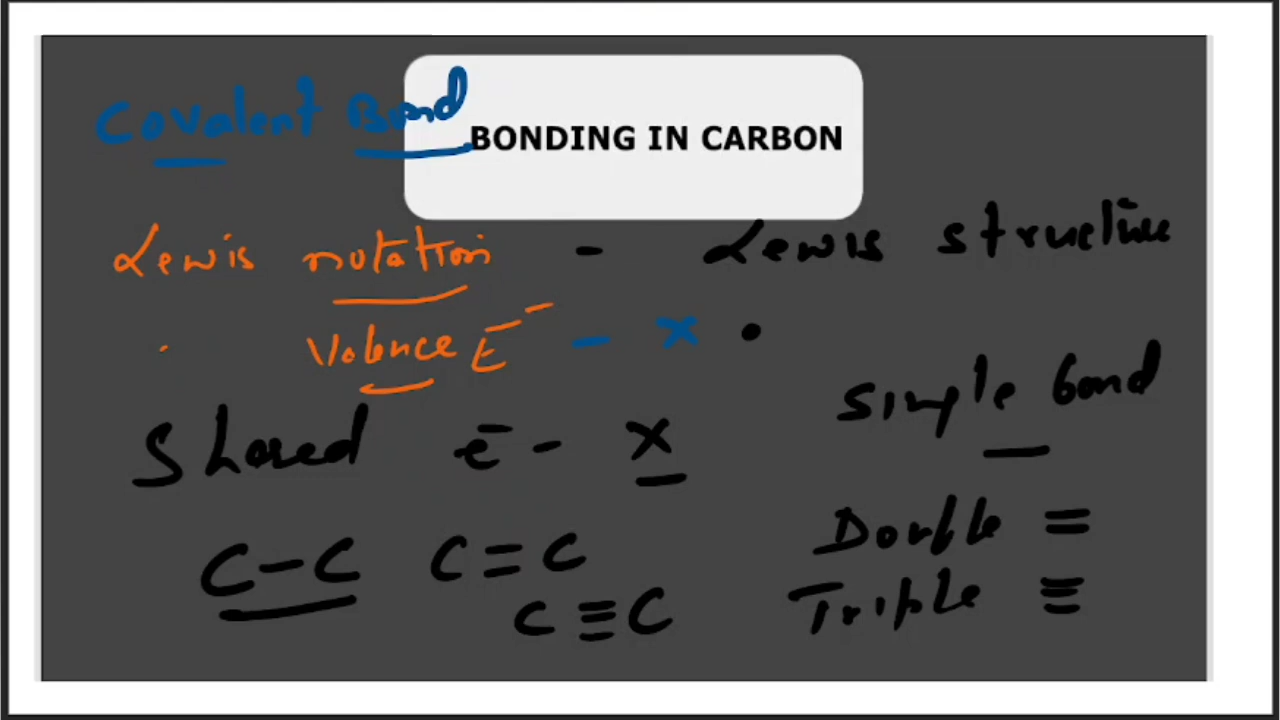 Covalent Bond
BONDING IN CARBON
Lewis notation - Lewis structure
Valence E⁻ - x •
Shared e⁻ - x
Single bond
C-C C=C
C≡C
Double =
Triple ≡